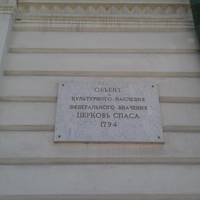 ОБЪЕКТ
КУЛЬТУРНОГО НАСЛЕДИЯ
ФЕДЕРАЛЬНОГО ЗНАЧЕНИЯ
ЦЕРКОВЬ СПАСА
1794